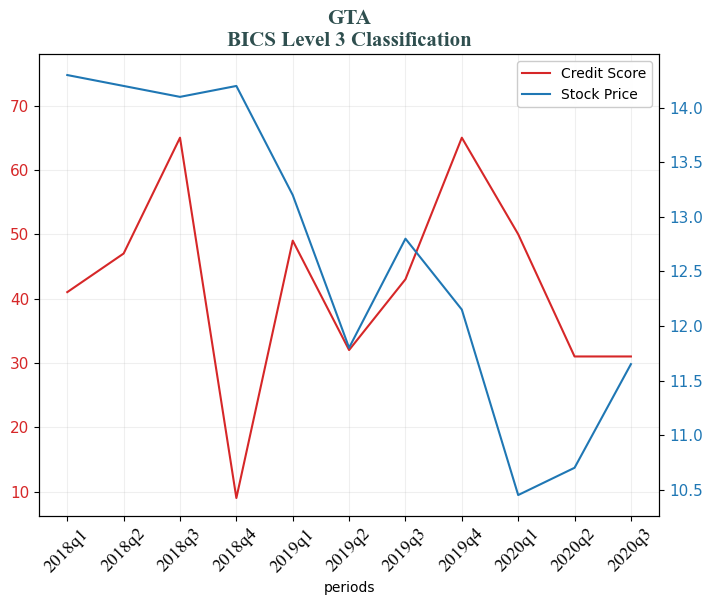 GTA
BICS Level 3 Classification
Credit Score
Stock Price
70
60
50
40
30
20
10
14.0
13.5
13.0
12.5
12.0
11.5
11.0
10.5
2018q1
2018q2
2018q3
2018q4
2019q1
2019q2
2019q3
2019q4
2020q1
2020q2
2020q3
periods